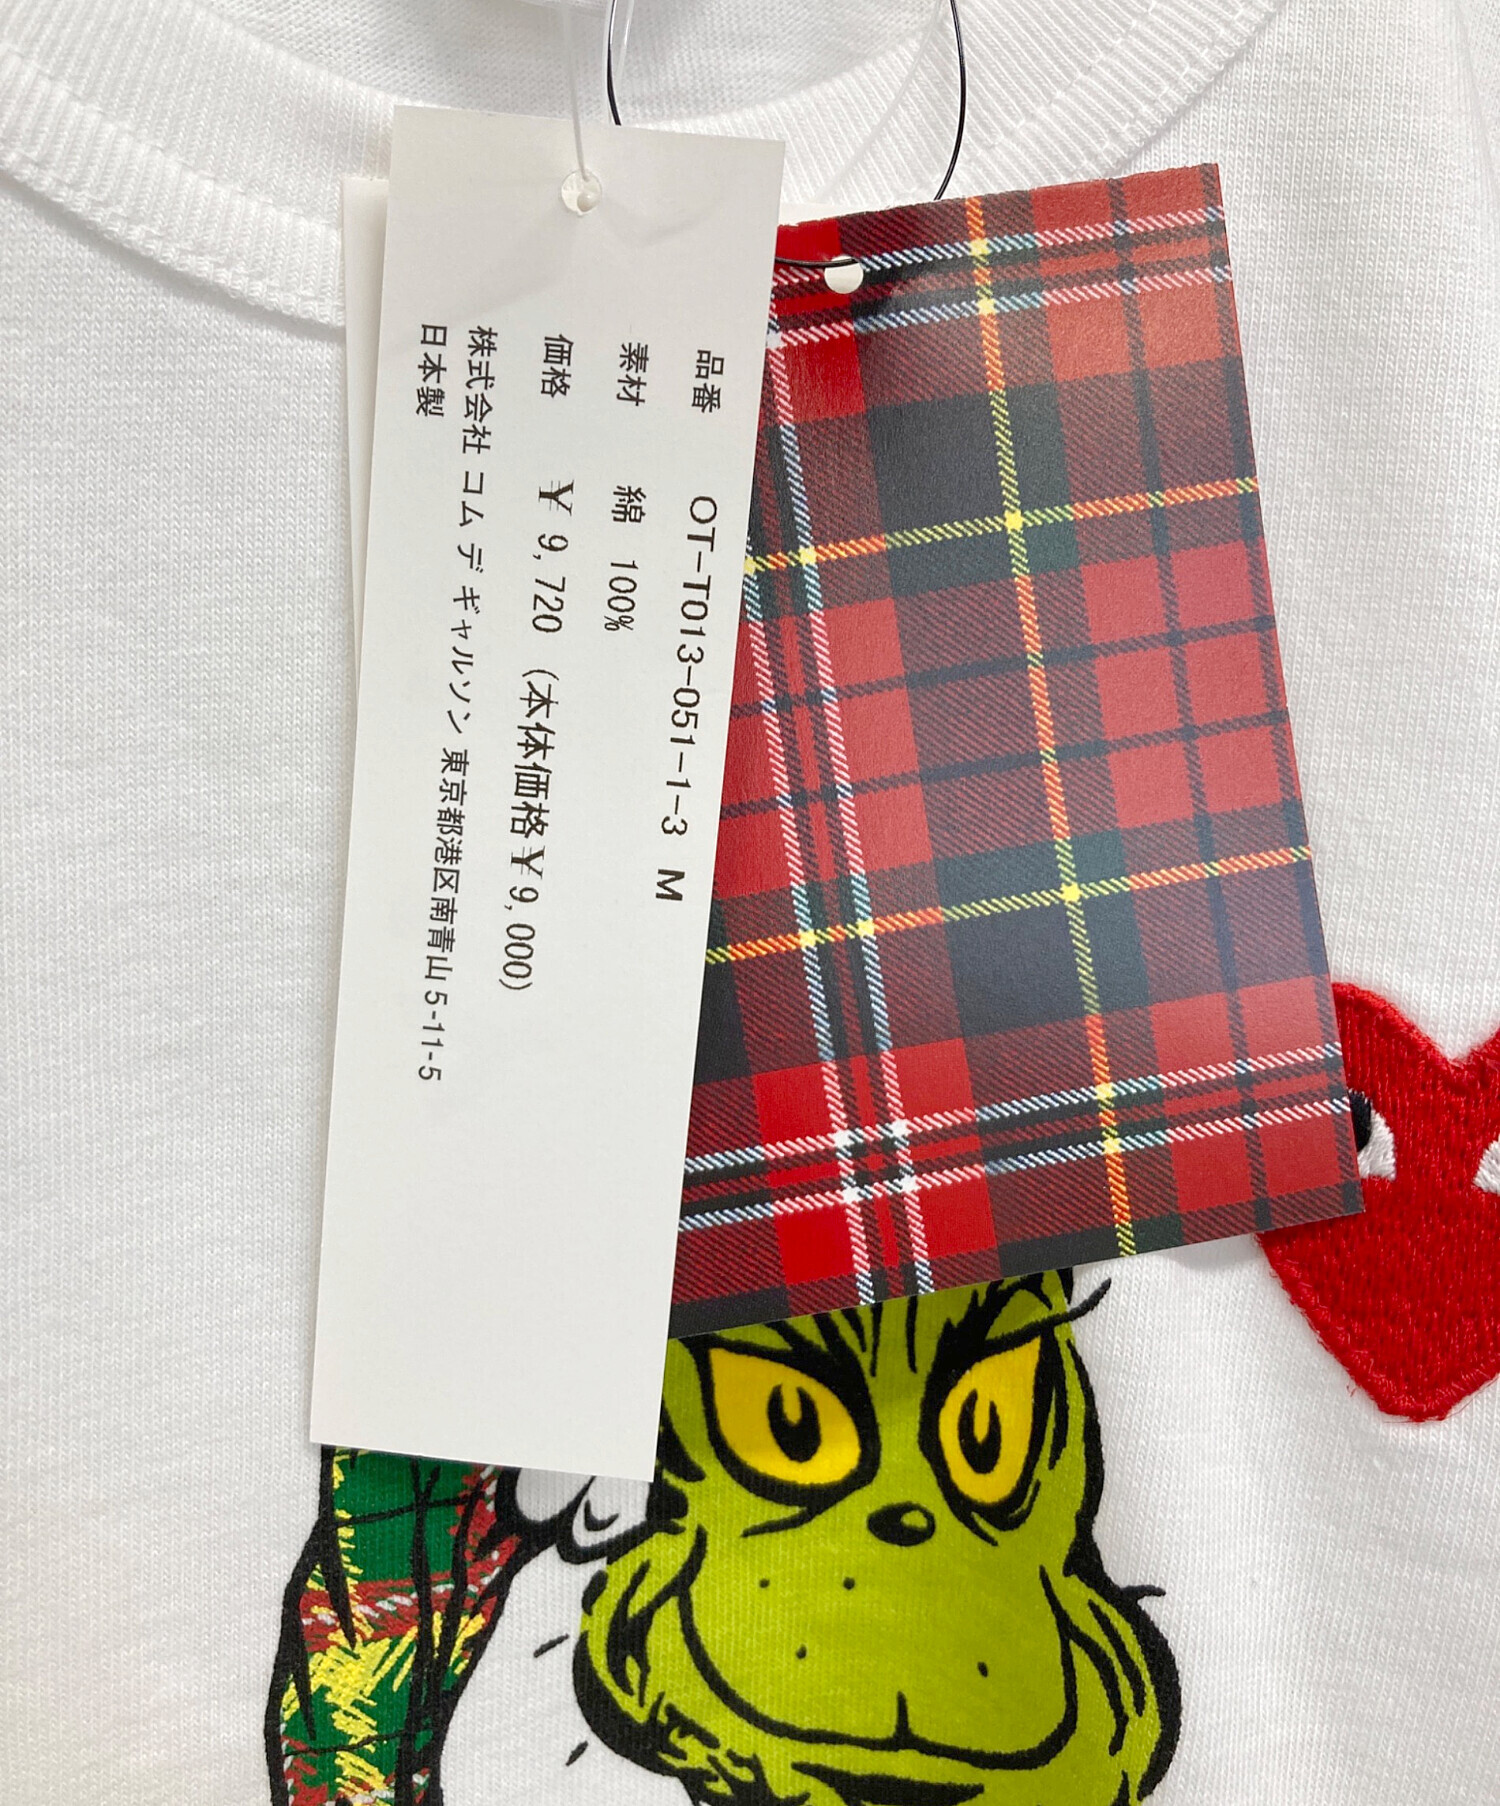 品番 OT-T013-051-1-3 M
素材 綿 100%
価格 ¥ 9,720 (本体価格¥9,000)
株式会社 コム デ ギャルソン 東京都港区南青山5-11-5
日本製